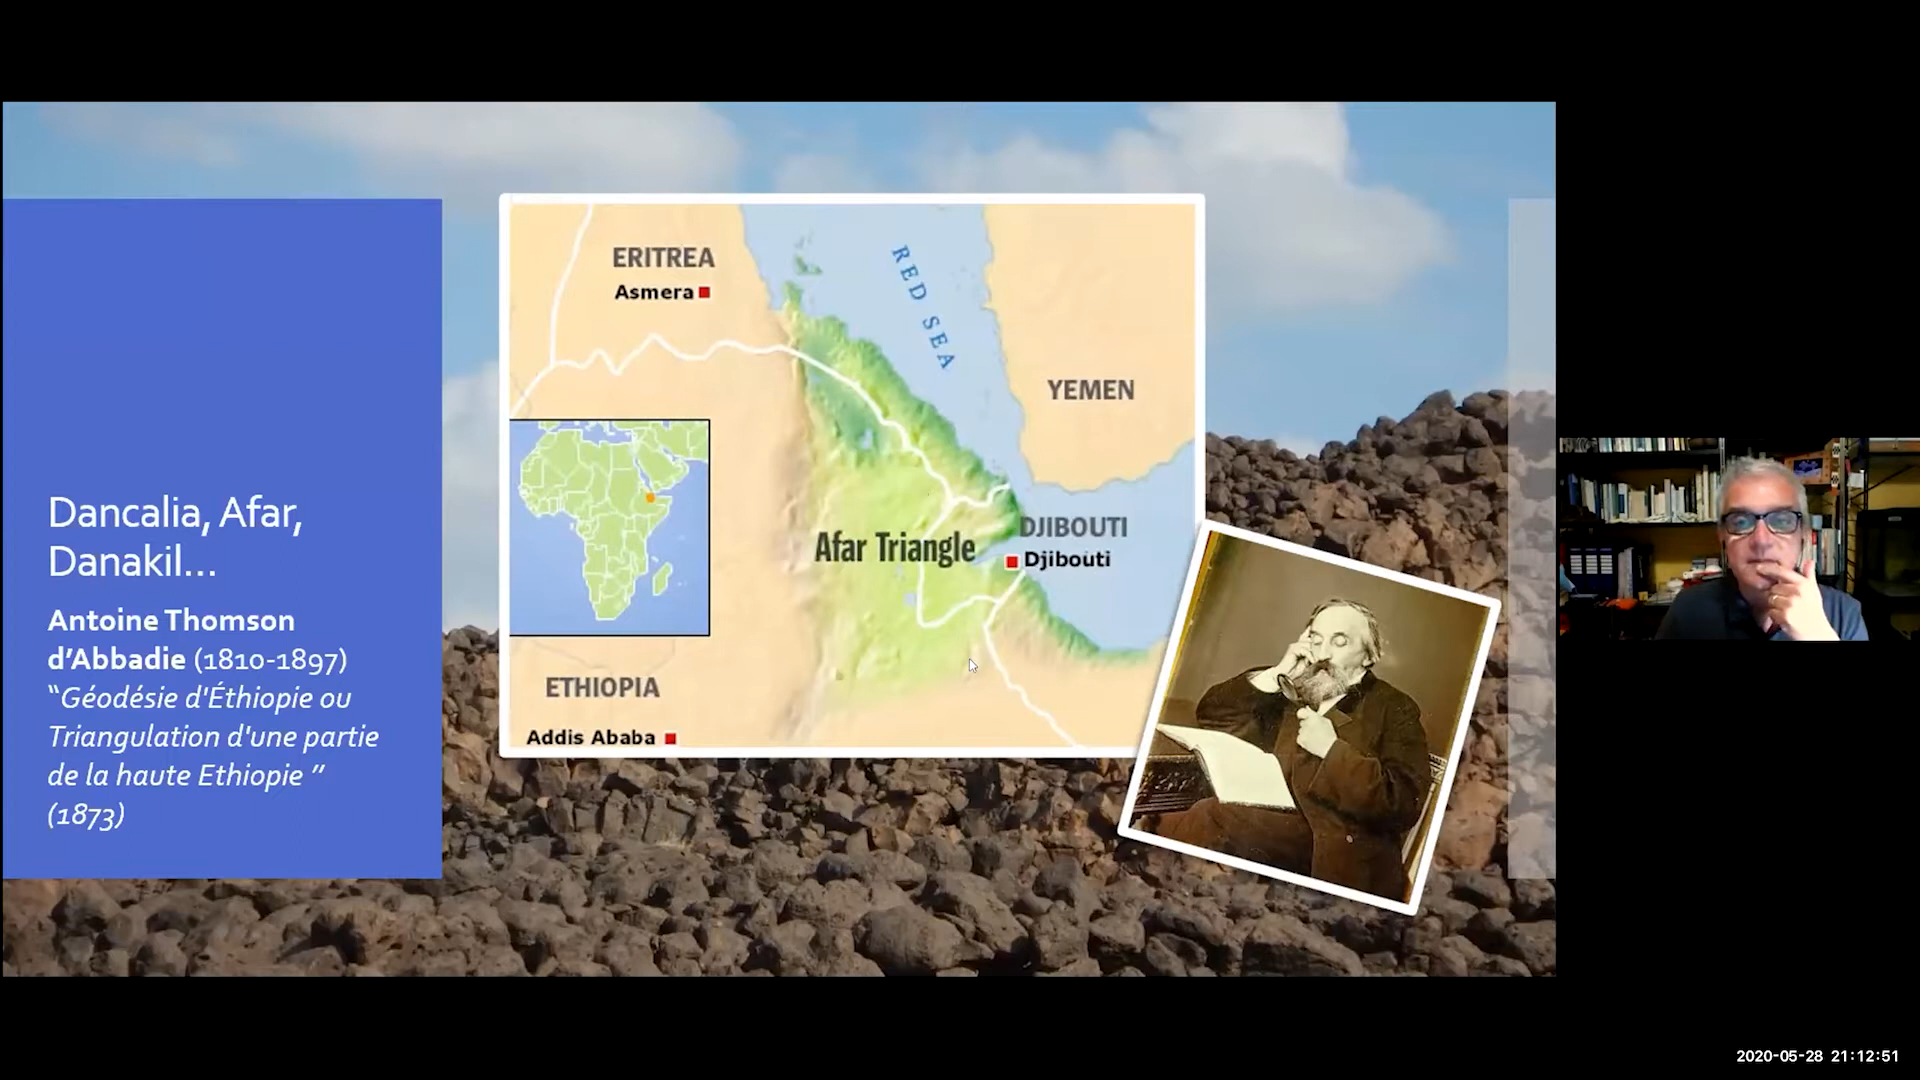 Dancalia, Afar,
Danakil...
Antoine Thomson
d'Abbadie (1810-1897)
"Géodésie d'Éthiopie ou
Triangulation d'une partie
de la haute Ethiopie "
(1873)
ERITREA
Asmera
RED SEA
YEMEN
Afar Triangle
DJIBOUTI
Djibouti
ETHIOPIA
Addis Ababa
2020-05-28 21:12:51